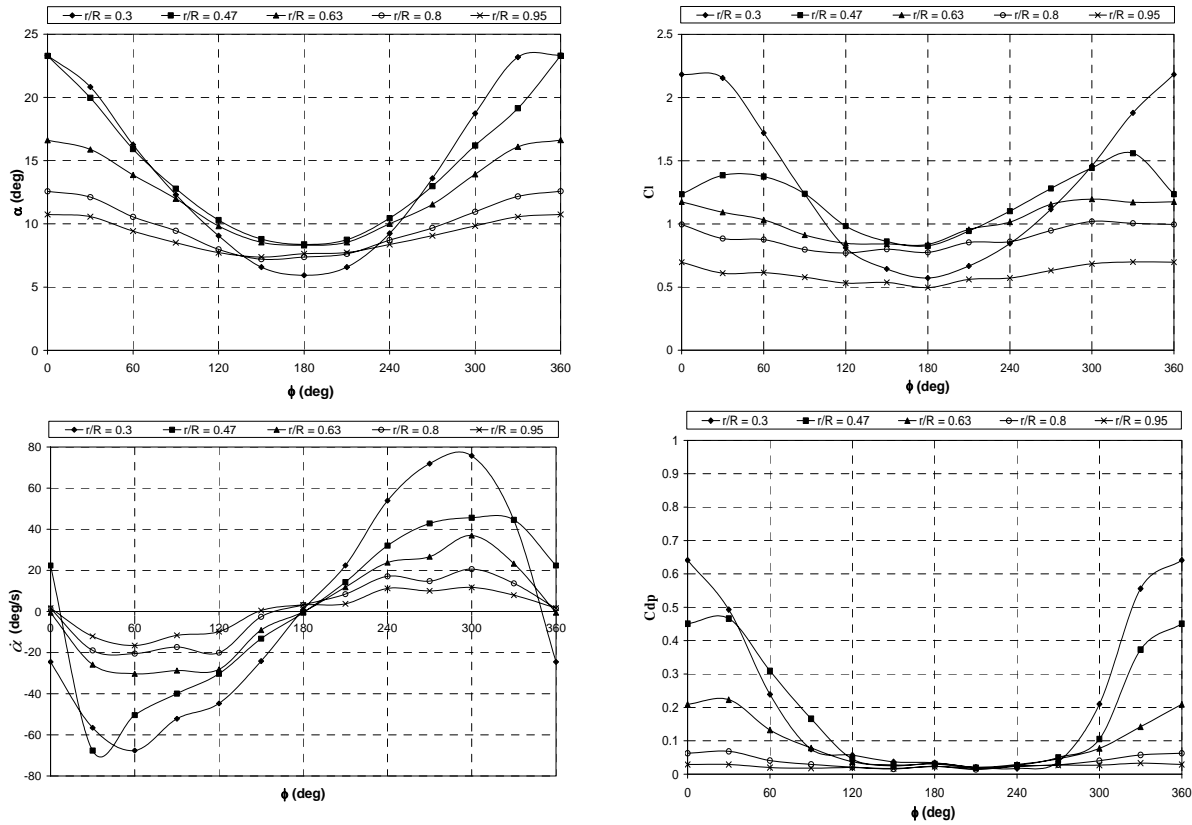 r/R = 0.3 r/R = 0.47 r/R = 0.63 r/R = 0.8 r/R = 0.95
25
20
15
10
5
0
α (deg)
0 60 120 180 240 300 360
ϕ (deg)
r/R = 0.3 r/R = 0.47 r/R = 0.63 r/R = 0.8 r/R = 0.95
2.5
2
1.5
1
0.5
0
Cl
0 60 120 180 240 300 360
ϕ (deg)
r/R = 0.3 r/R = 0.47 r/R = 0.63 r/R = 0.8 r/R = 0.95
80
60
40
20
0
-20
-40
-60
-80
α̇ (deg/s)
0 60 120 180 240 300 360
ϕ (deg)
r/R = 0.3 r/R = 0.47 r/R = 0.63 r/R = 0.8 r/R = 0.95
1
0.9
0.8
0.7
0.6
0.5
0.4
0.3
0.2
0.1
0
Cdp
0 60 120 180 240 300 360
ϕ (deg)